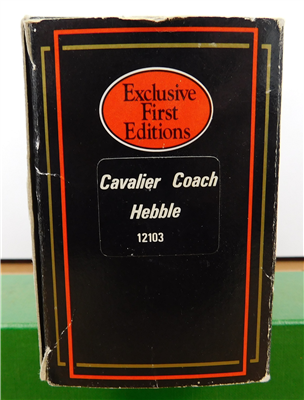 Exclusive
First
Editions
Cavalier Coach
Hebble
12103